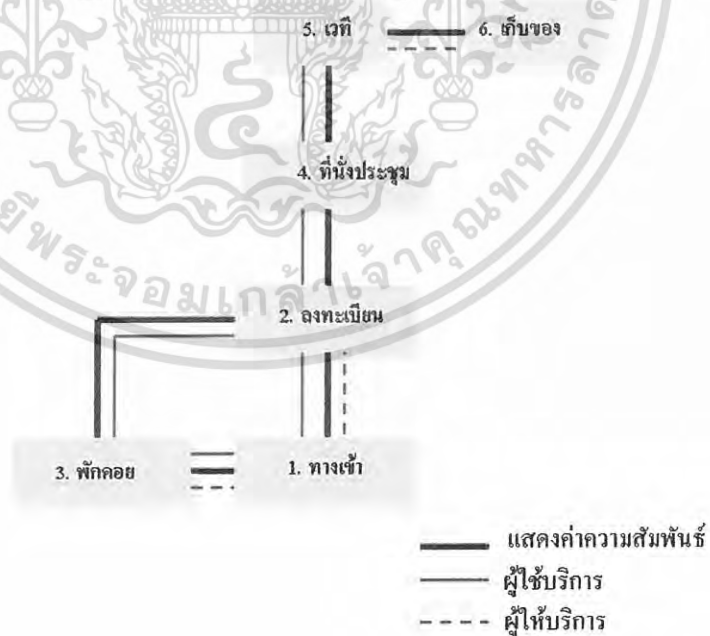 5. เวที
6. เก็บของ
4. ที่นั่งประชุม
2. ลงทะเบียน
3. พักคอย
1. ทางเข้า
แสดงค่าความสัมพันธ์
ผู้ใช้บริการ
ผู้ให้บริการ